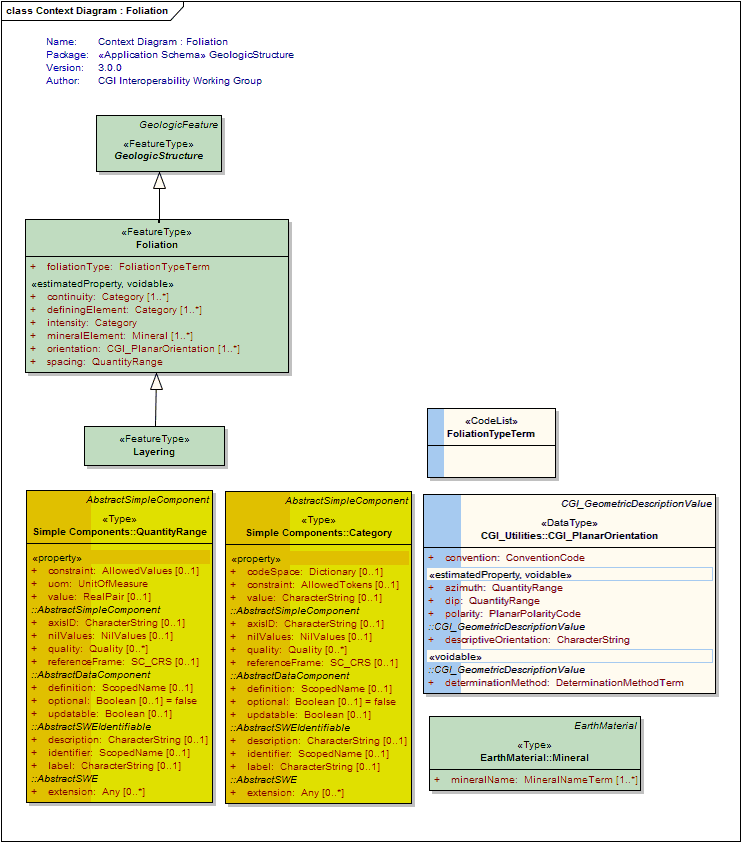 class Context Diagram : Foliation
Name: Context Diagram : Foliation
Package: «Application Schema» GeologicStructure
Version: 3.0.0
Author: CGI Interoperability Working Group
GeologicFeature
«FeatureType»
GeologicStructure
«FeatureType»
Foliation
+ foliationType: FoliationTypeTerm
«estimatedProperty, voidable»
+ continuity: Category [1..*]
+ definingElement: Category [1..*]
+ intensity: Category
+ mineralElement: Mineral [1..*]
+ orientation: CGI_PlanarOrientation [1..*]
+ spacing: QuantityRange
«FeatureType»
Layering
«CodeList»
FoliationTypeTerm
AbstractSimpleComponent
«Type»
Simple Components::QuantityRange
«property»
+ constraint: AllowedValues [0..1]
+ uom: UnitOfMeasure
+ value: RealPair [0..1]
::AbstractSimpleComponent
+ axisID: CharacterString [0..1]
+ nilValues: NilValues [0..1]
+ quality: Quality [0..*]
+ referenceFrame: SC_CRS [0..1]
::AbstractDataComponent
+ definition: ScopedName [0..1]
+ optional: Boolean [0..1] = false
+ updatable: Boolean [0..1]
::AbstractSWEIdentifiable
+ description: CharacterString [0..1]
+ identifier: ScopedName [0..1]
+ label: CharacterString [0..1]
::AbstractSWE
+ extension: Any [0..*]
AbstractSimpleComponent
«Type»
Simple Components::Category
«property»
+ codeSpace: Dictionary [0..1]
+ constraint: AllowedTokens [0..1]
+ value: CharacterString [0..1]
::AbstractSimpleComponent
+ axisID: CharacterString [0..1]
+ nilValues: NilValues [0..1]
+ quality: Quality [0..*]
+ referenceFrame: SC_CRS [0..1]
::AbstractDataComponent
+ definition: ScopedName [0..1]
+ optional: Boolean [0..1] = false
+ updatable: Boolean [0..1]
::AbstractSWEIdentifiable
+ description: CharacterString [0..1]
+ identifier: ScopedName [0..1]
+ label: CharacterString [0..1]
::AbstractSWE
+ extension: Any [0..*]
CGI_GeometricDescriptionValue
«DataType»
CGI_Utilities::CGI_PlanarOrientation
+ convention: ConventionCode
«estimatedProperty, voidable»
+ azimuth: QuantityRange
+ dip: QuantityRange
+ polarity: PlanarPolarityCode
::CGI_GeometricDescriptionValue
+ descriptiveOrientation: CharacterString
«voidable»
::CGI_GeometricDescriptionValue
+ determinationMethod: DeterminationMethodTerm
EarthMaterial
«Type»
EarthMaterial::Mineral
+ mineralName: MineralNameTerm [1..*]